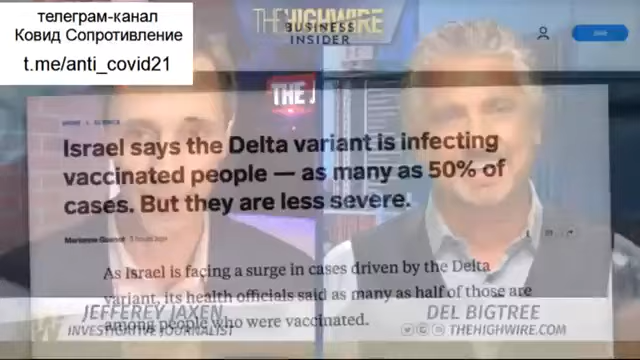 телеграм-канал
Ковид Сопротивление
t.me/anti_covid21
THEHIGHWIRE
BUSINESS
INSIDER
THE
Israel says the Delta variant is infecting
vaccinated people — as many as 50% of
cases. But they are less severe.
As Israel is facing a surge in cases driven by the Delta
variant, its health officials said as many as half of those are
among people who were vaccinated.
JEFFEREY JAXEN
INVESTIGATIVE JOURNALIST
DEL BIGTREE
THEHIGHWIRE.COM